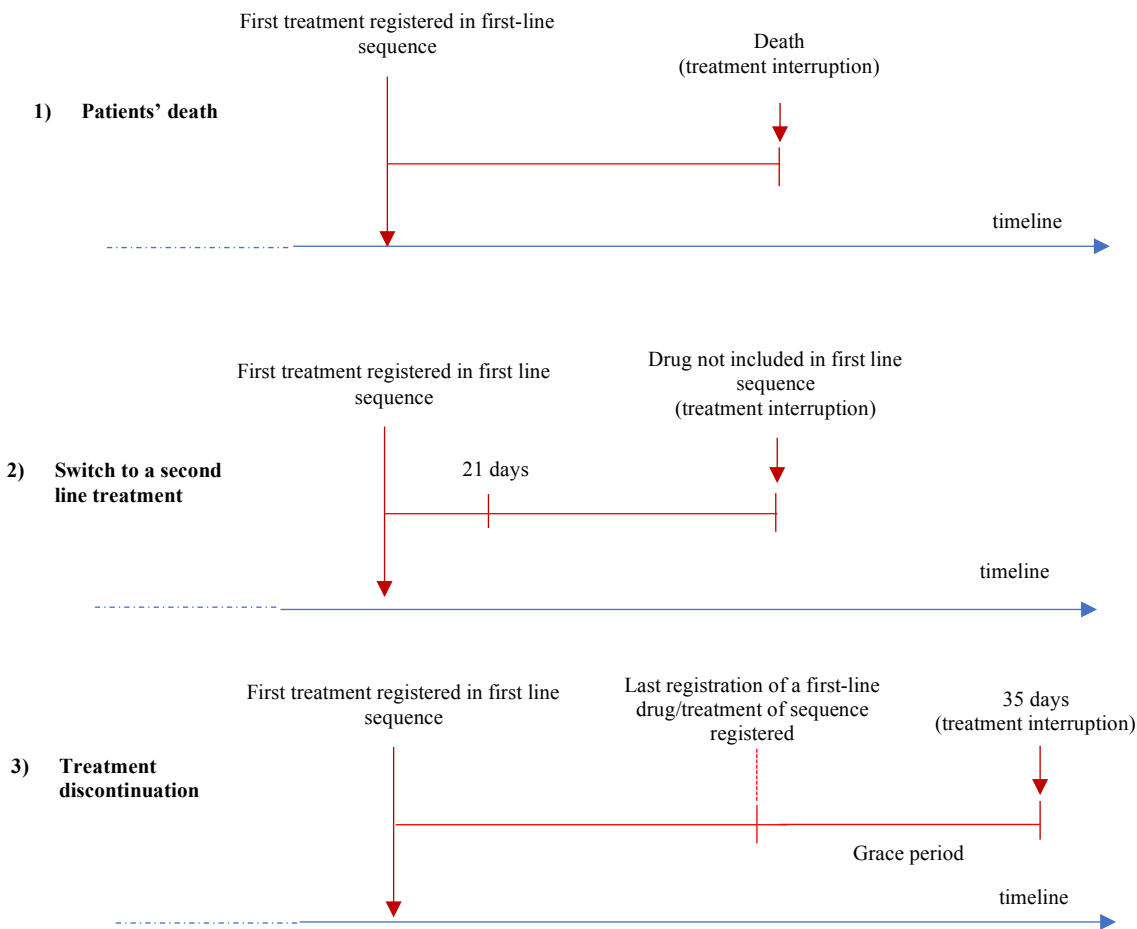 First treatment registered in first-line
sequence
Death
(treatment interruption)
1) Patients’ death
timeline
First treatment registered in first line
sequence
Drug not included in first line
sequence
(treatment interruption)
2) Switch to a second
line treatment
21 days
timeline
First treatment registered in first line
sequence
Last registration of a first-line
drug/treatment of sequence
registered
35 days
(treatment interruption)
3) Treatment
discontinuation
Grace period
timeline